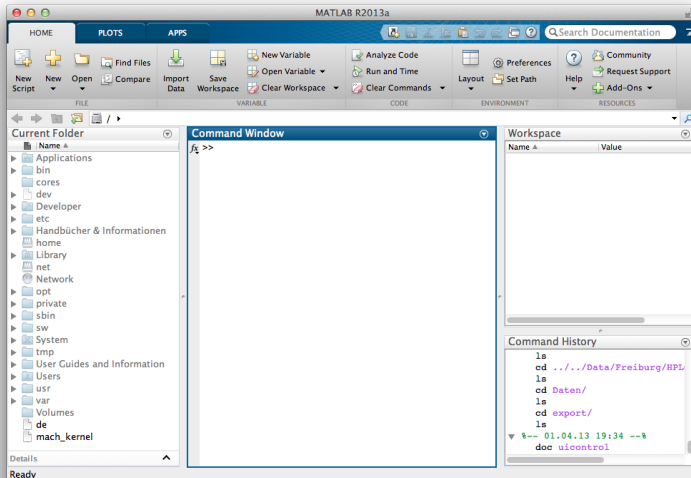 MATLAB R2013a
HOME PLOTS APPS
Search Documentation
New Script New Open Find Files Compare Import Data Save Workspace New Variable Open Variable Clear Workspace Analyze Code Run and Time Clear Commands Layout Preferences Set Path Help Community Request Support Add-Ons
FILE VARIABLE CODE ENVIRONMENT RESOURCES
/
Current Folder
Name
Applications
bin
cores
dev
Developer
etc
Handbücher & Informationen
home
Library
net
Network
opt
private
sbin
sw
System
tmp
User Guides and Information
Users
usr
var
Volumes
de
mach_kernel
Details
Ready
Command Window
fx >>
Workspace
Name Value
Command History
ls
cd ../../Data/Freiburg/HPL
ls
cd Daten/
ls
cd export/
ls
%-- 01.04.13 19:34 --%
doc uicontrol